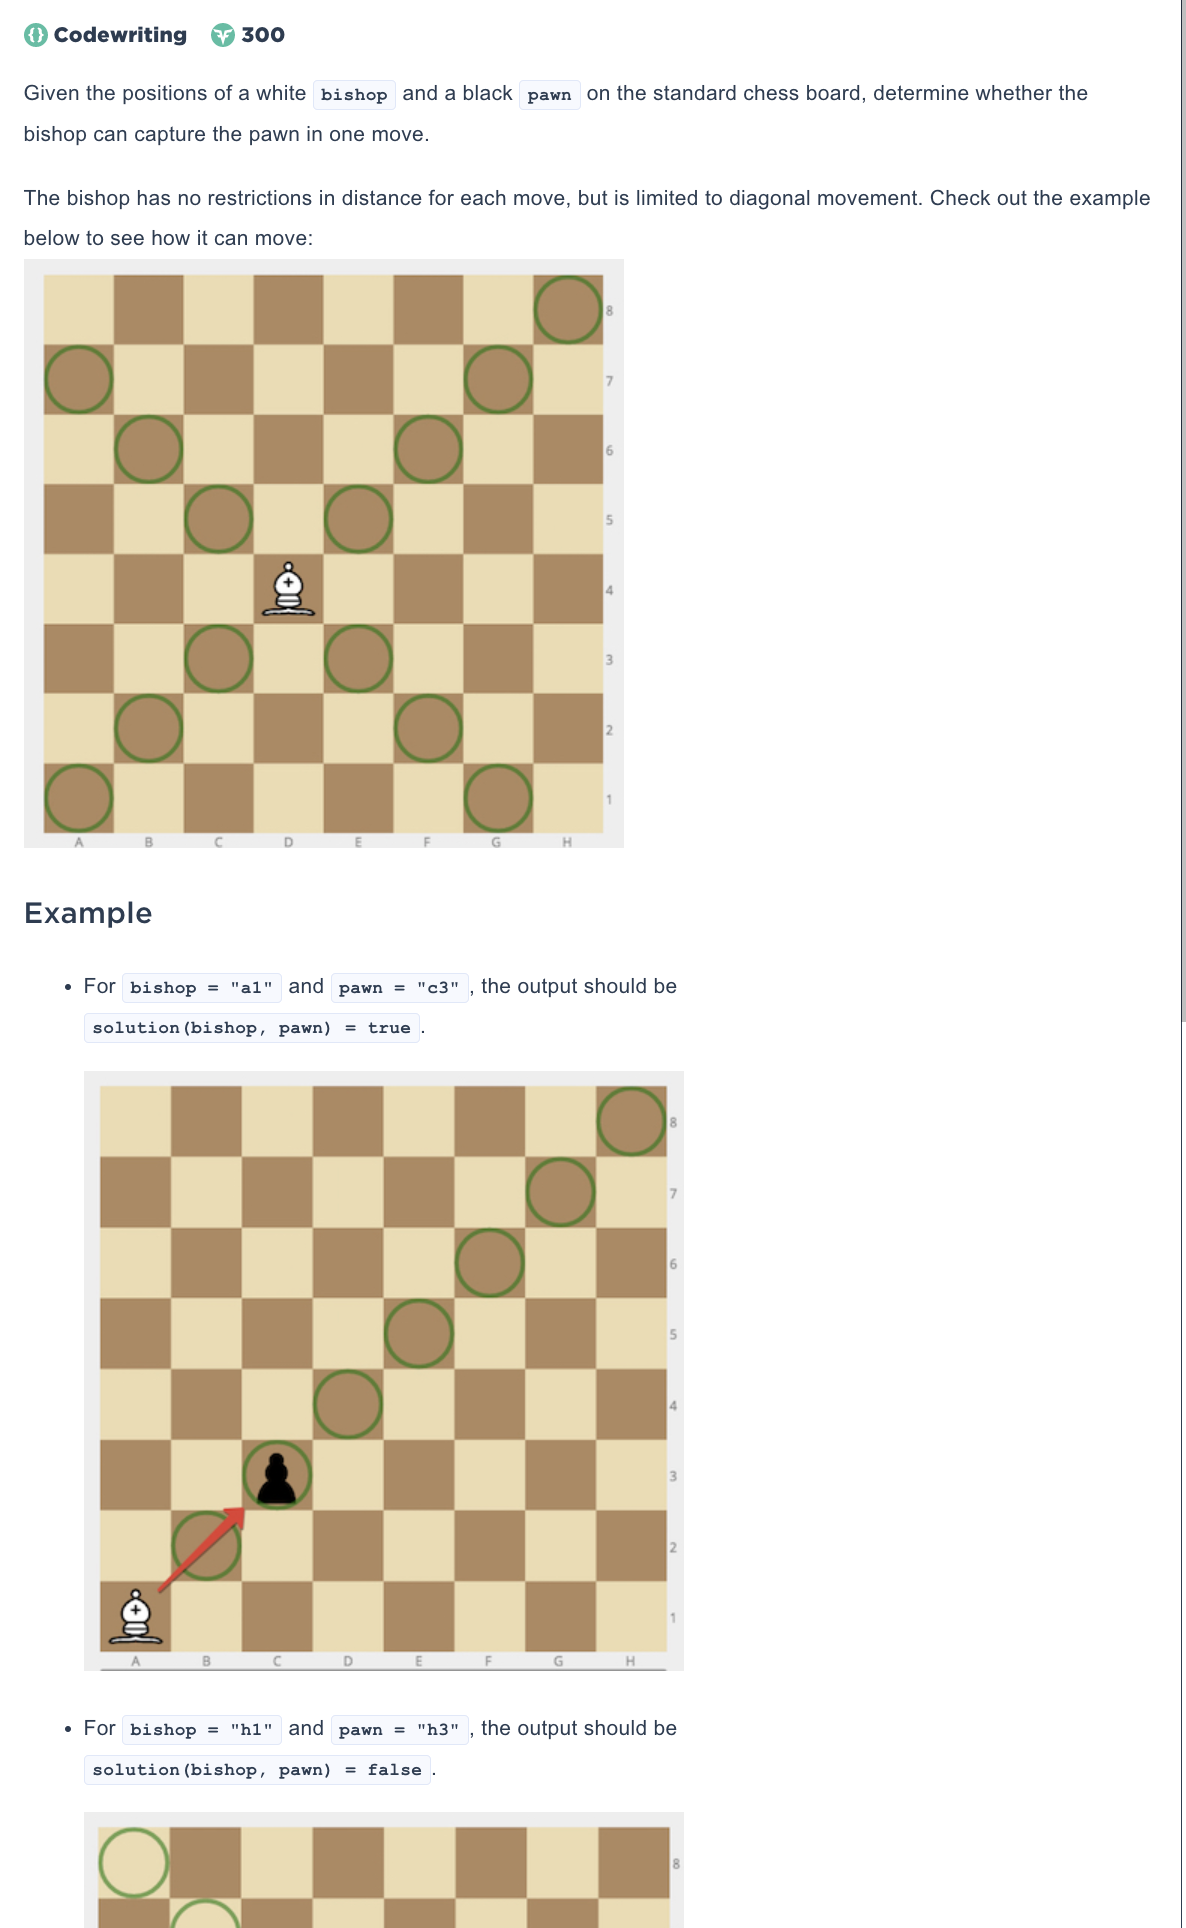 Codewriting 300
Given the positions of a white bishop and a black pawn on the standard chess board, determine whether the
bishop can capture the pawn in one move.
The bishop has no restrictions in distance for each move, but is limited to diagonal movement. Check out the example
below to see how it can move:
8
7
6
5
4
3
2
1
A B C D E F G H
Example
• For bishop = "a1" and pawn = "c3", the output should be
solution(bishop, pawn) = true.
8
7
6
5
4
3
2
1
A B C D E F G H
• For bishop = "h1" and pawn = "h3", the output should be
solution(bishop, pawn) = false.
8